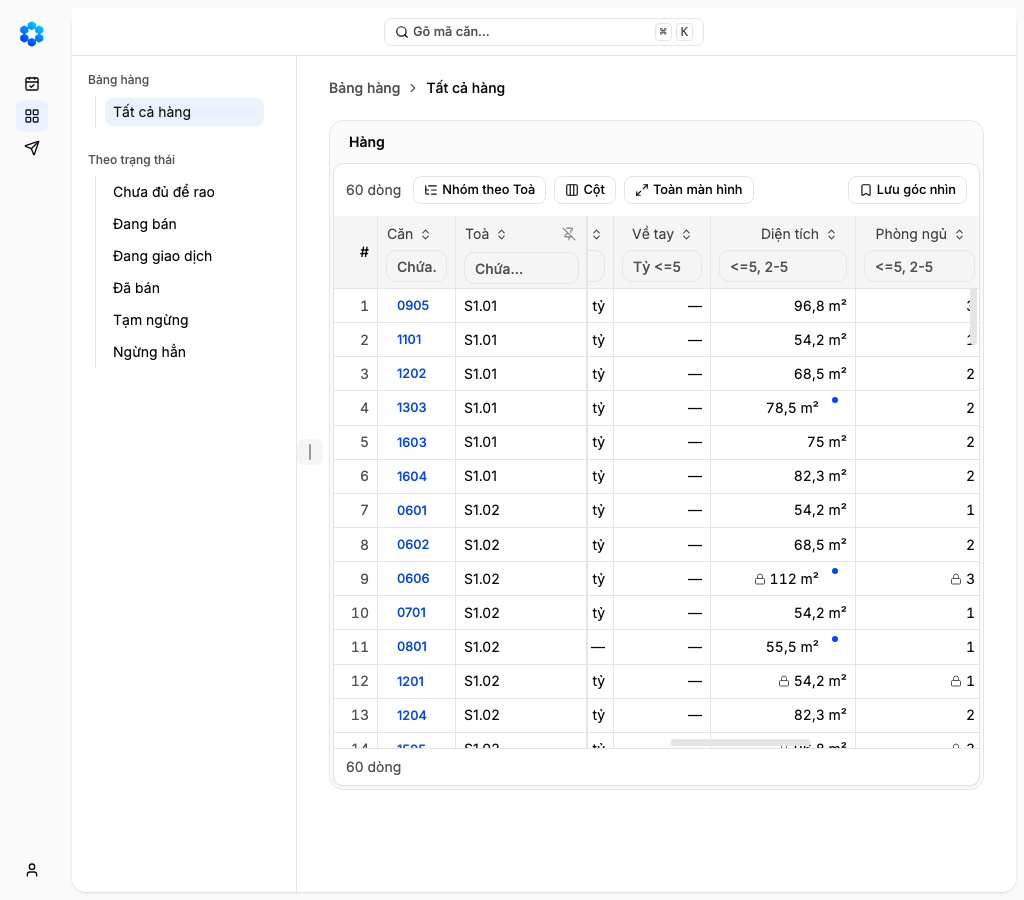 Gõ mã căn...
⌘ K
Bảng hàng
Tất cả hàng
Theo trạng thái
Chưa đủ để rao
Đang bán
Đang giao dịch
Đã bán
Tạm ngừng
Ngừng hẳn
Bảng hàng > Tất cả hàng
Hàng
60 dòng Nhóm theo Toà Cột Toàn màn hình Lưu góc nhìn
# Căn Toà Về tay Diện tích Phòng ngủ
Chứa. Chứa... Tỷ <=5 <=5, 2-5 <=5, 2-5
1 0905 S1.01 tỷ — 96,8 m²
2 1101 S1.01 tỷ — 54,2 m² 1
3 1202 S1.01 tỷ — 68,5 m² 2
4 1303 S1.01 tỷ — 78,5 m² 2
5 1603 S1.01 tỷ — 75 m² 2
6 1604 S1.01 tỷ — 82,3 m² 2
7 0601 S1.02 tỷ — 54,2 m² 1
8 0602 S1.02 tỷ — 68,5 m² 2
9 0606 S1.02 tỷ — 112 m² 3
10 0701 S1.02 tỷ — 54,2 m² 1
11 0801 S1.02 — — 55,5 m² 1
12 1201 S1.02 tỷ — 54,2 m² 1
13 1204 S1.02 tỷ — 82,3 m² 2
14 S1.02 tỷ
60 dòng